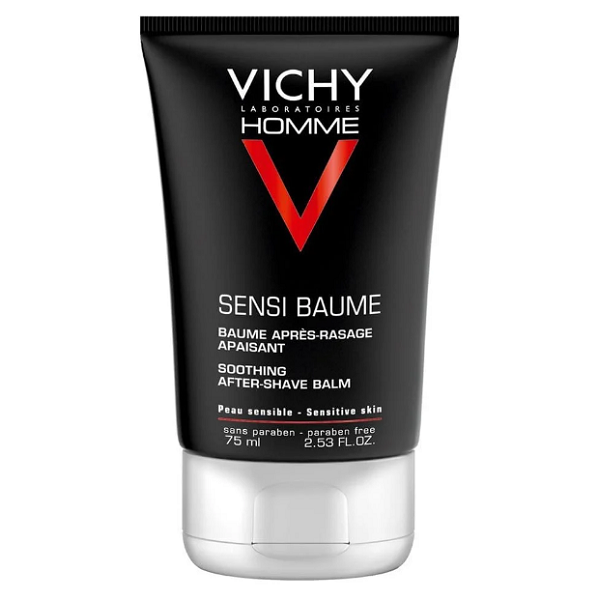 VICHY
LABORATOIRES
HOMME
V
SENSI BAUME
BAUME APRÈS-RASAGE
APAISANT
SOOTHING
AFTER-SHAVE BALM
Peau sensible - Sensitive skin
sans paraben - paraben free
75 ml 2.53 FL.OZ.